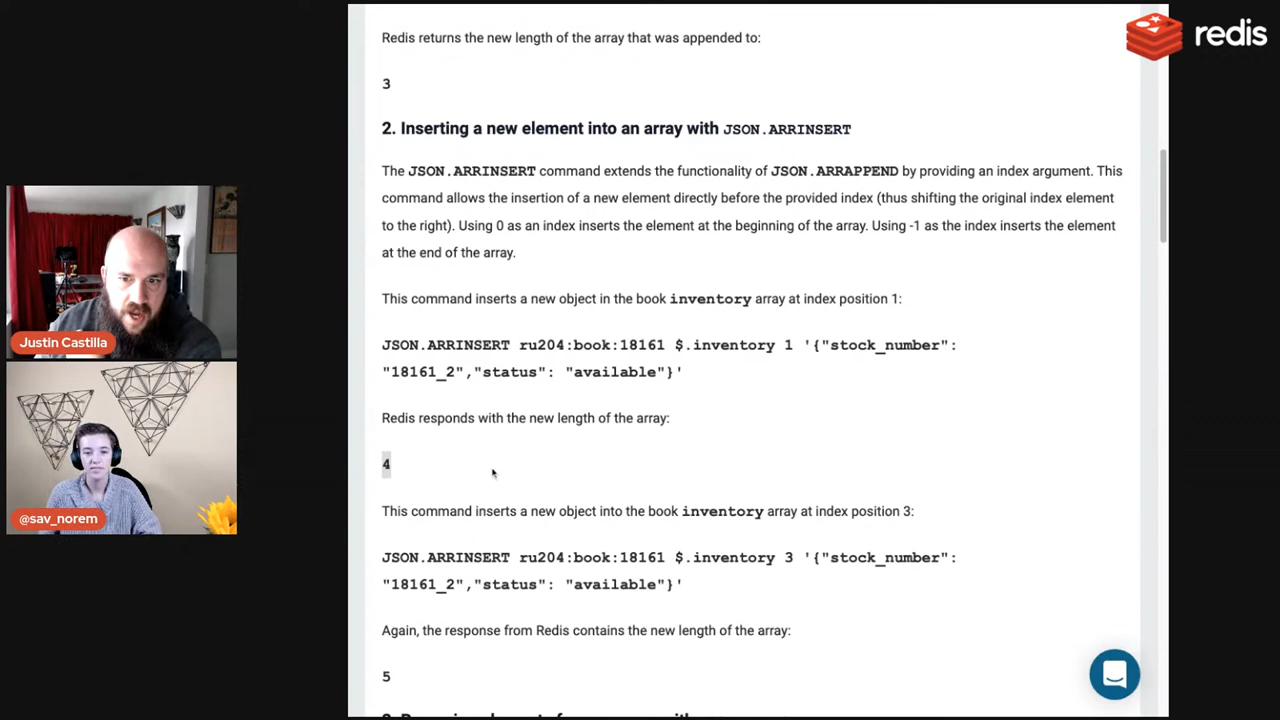 Redis returns the new length of the array that was appended to:
redis
3
2. Inserting a new element into an array with JSON.ARRINSERT
The JSON.ARRINSERT command extends the functionality of JSON.ARRAPPEND by providing an index argument. This
command allows the insertion of a new element directly before the provided index (thus shifting the original index element
to the right). Using 0 as an index inserts the element at the beginning of the array. Using -1 as the index inserts the element
at the end of the array.
This command inserts a new object in the book inventory array at index position 1:
JSON.ARRINSERT ru204:book:18161 $.inventory 1 '{"stock_number":
"18161_2","status": "available"}'
Redis responds with the new length of the array:
4
This command inserts a new object into the book inventory array at index position 3:
JSON.ARRINSERT ru204:book:18161 $.inventory 3 '{"stock_number":
"18161_2","status": "available"}'
Again, the response from Redis contains the new length of the array:
5
Justin Castilla
@sav_norem